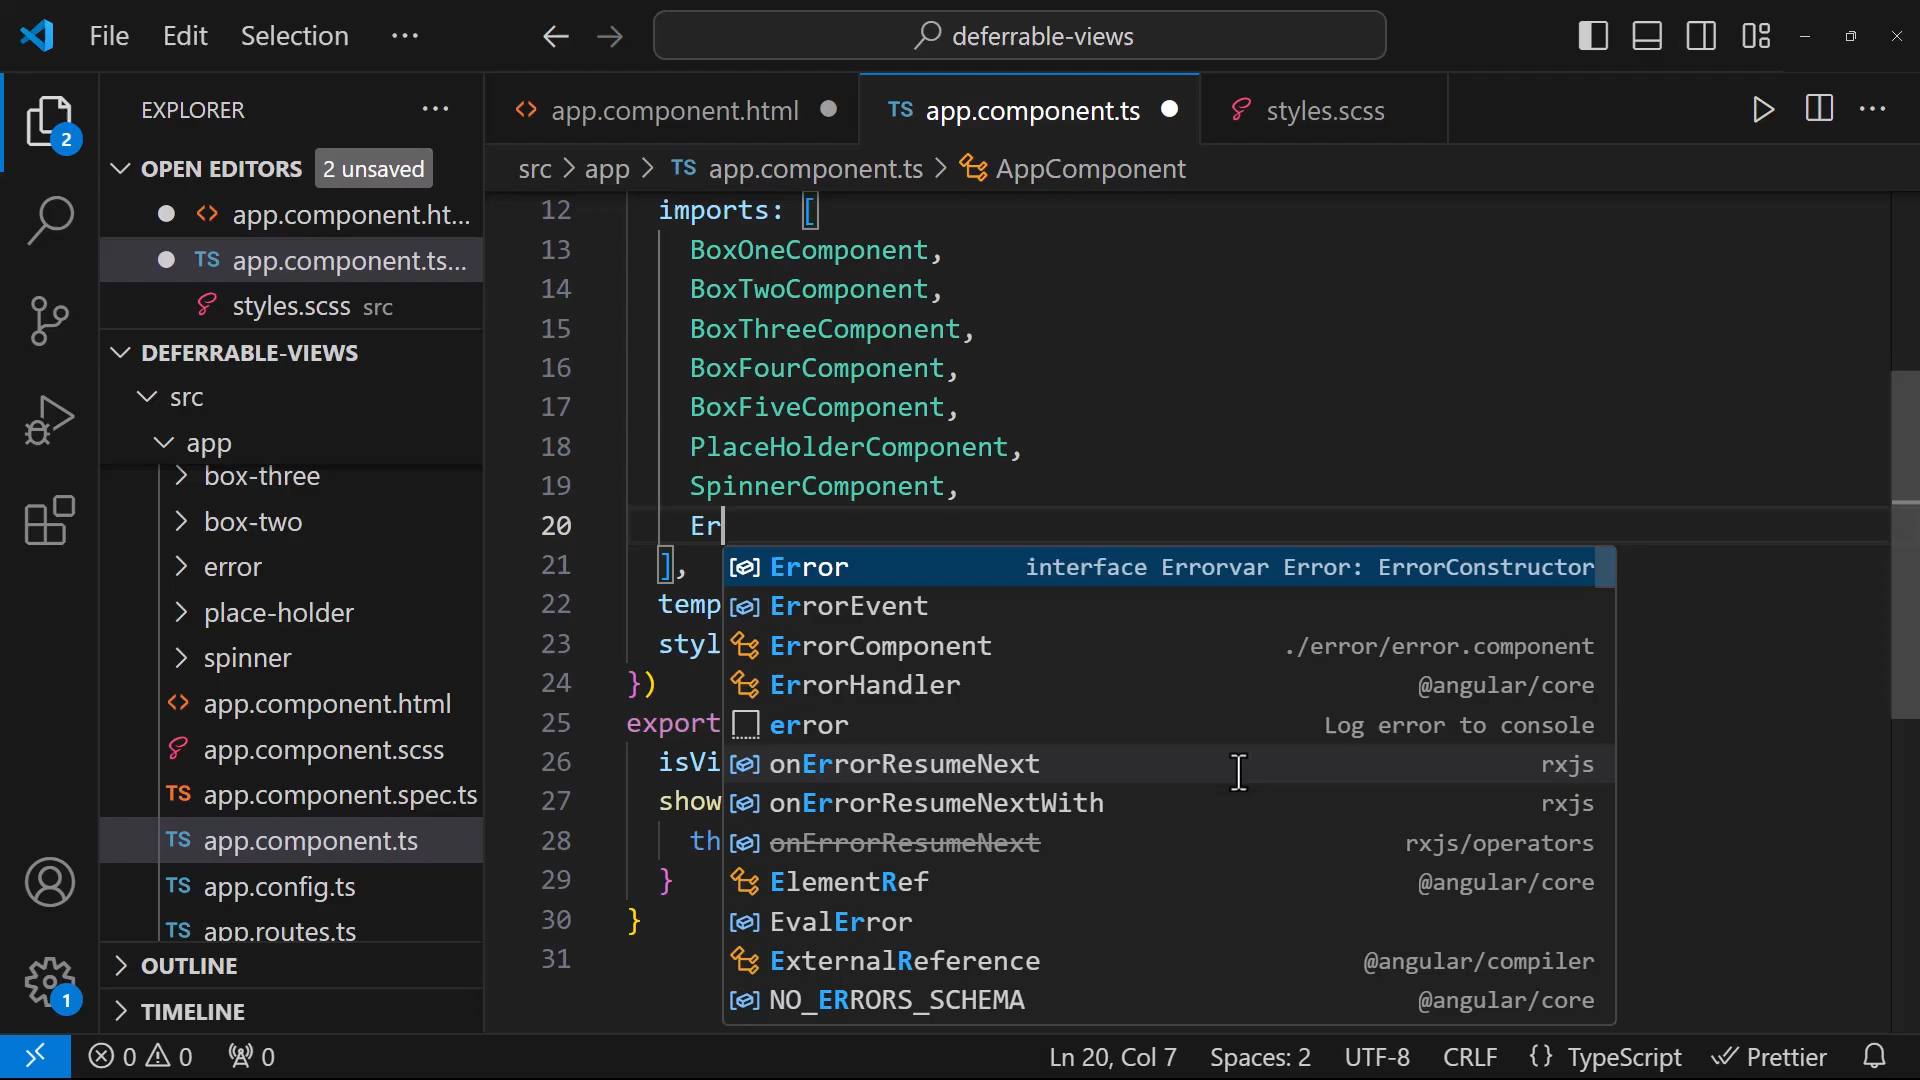 File Edit Selection ···
deferrable-views
EXPLORER
OPEN EDITORS 2 unsaved
app.component.ht...
TS app.component.ts...
styles.scss src
DEFERRABLE-VIEWS
src
app
box-three
box-two
error
place-holder
spinner
app.component.html
app.component.scss
TS app.component.spec.ts
TS app.component.ts
TS app.config.ts
TS app.routes.ts
OUTLINE
TIMELINE
2
1
app.component.html
TS app.component.ts
styles.scss
src > app > TS app.component.ts > AppComponent
12 imports: [
13 BoxOneComponent,
14 BoxTwoComponent,
15 BoxThreeComponent,
16 BoxFourComponent,
17 BoxFiveComponent,
18 PlaceHolderComponent,
19 SpinnerComponent,
20 Er
21 ],
22 temp
23 styl
24 })
25 export
26 isVi
27 show
28 th
29 }
30 }
31
Error interface Errorvar Error: ErrorConstructor
ErrorEvent
ErrorComponent ./error/error.component
ErrorHandler @angular/core
error Log error to console
onErrorResumeNext rxjs
onErrorResumeNextWith rxjs
onErrorResumeNext rxjs/operators
ElementRef @angular/core
EvalError
ExternalReference @angular/compiler
NO_ERRORS_SCHEMA @angular/core
0 0 0
Ln 20, Col 7 Spaces: 2 UTF-8 CRLF {} TypeScript Prettier